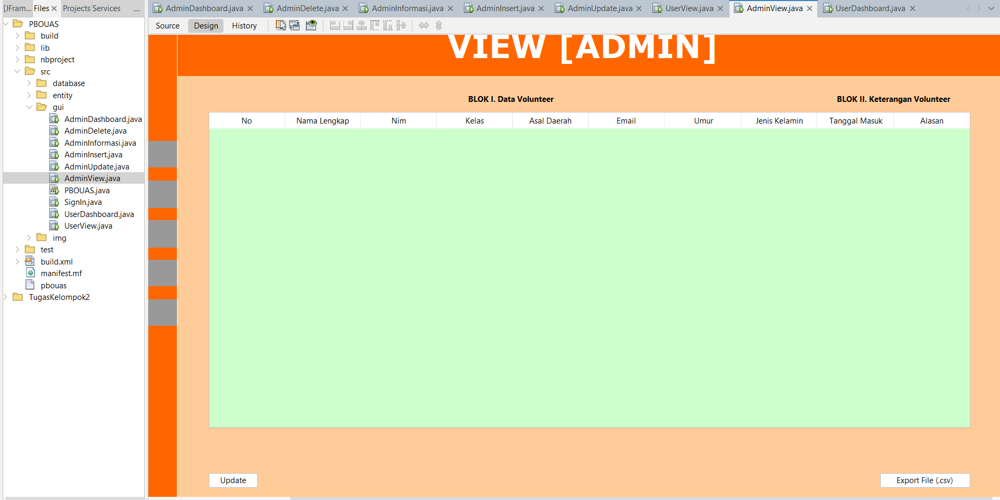 [JFram... Files Projects Services
AdminDashboard.java AdminDelete.java AdminInformasi.java AdminInsert.java AdminUpdate.java UserView.java AdminView.java UserDashboard.java
Source Design History
PBOUAS
build
lib
nbproject
src
database
entity
gui
AdminDashboard.java
AdminDelete.java
AdminInformasi.java
AdminInsert.java
AdminUpdate.java
AdminView.java
PBOUAS.java
SignIn.java
UserDashboard.java
UserView.java
img
test
build.xml
manifest.mf
pbouas
TugasKelompok2
VIEW [ADMIN]
BLOK I. Data Volunteer BLOK II. Keterangan Volunteer
No Nama Lengkap Nim Kelas Asal Daerah Email Umur Jenis Kelamin Tanggal Masuk Alasan
Update Export File (.csv)